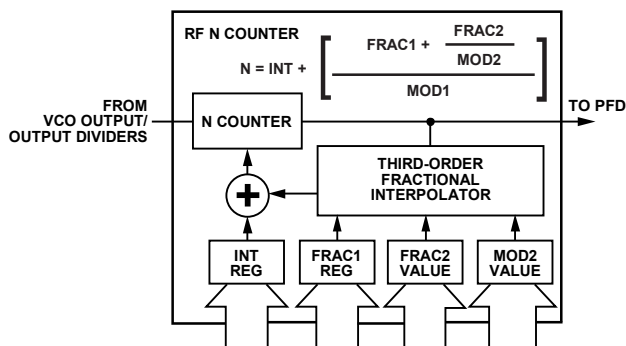 RF N COUNTER
N = INT +
FRAC1 +
FRAC2
MOD2
MOD1
FROM
VCO OUTPUT/
OUTPUT DIVIDERS
N COUNTER
TO PFD
THIRD-ORDER
FRACTIONAL
INTERPOLATOR
+
INT
REG
FRAC1
REG
FRAC2
VALUE
MOD2
VALUE